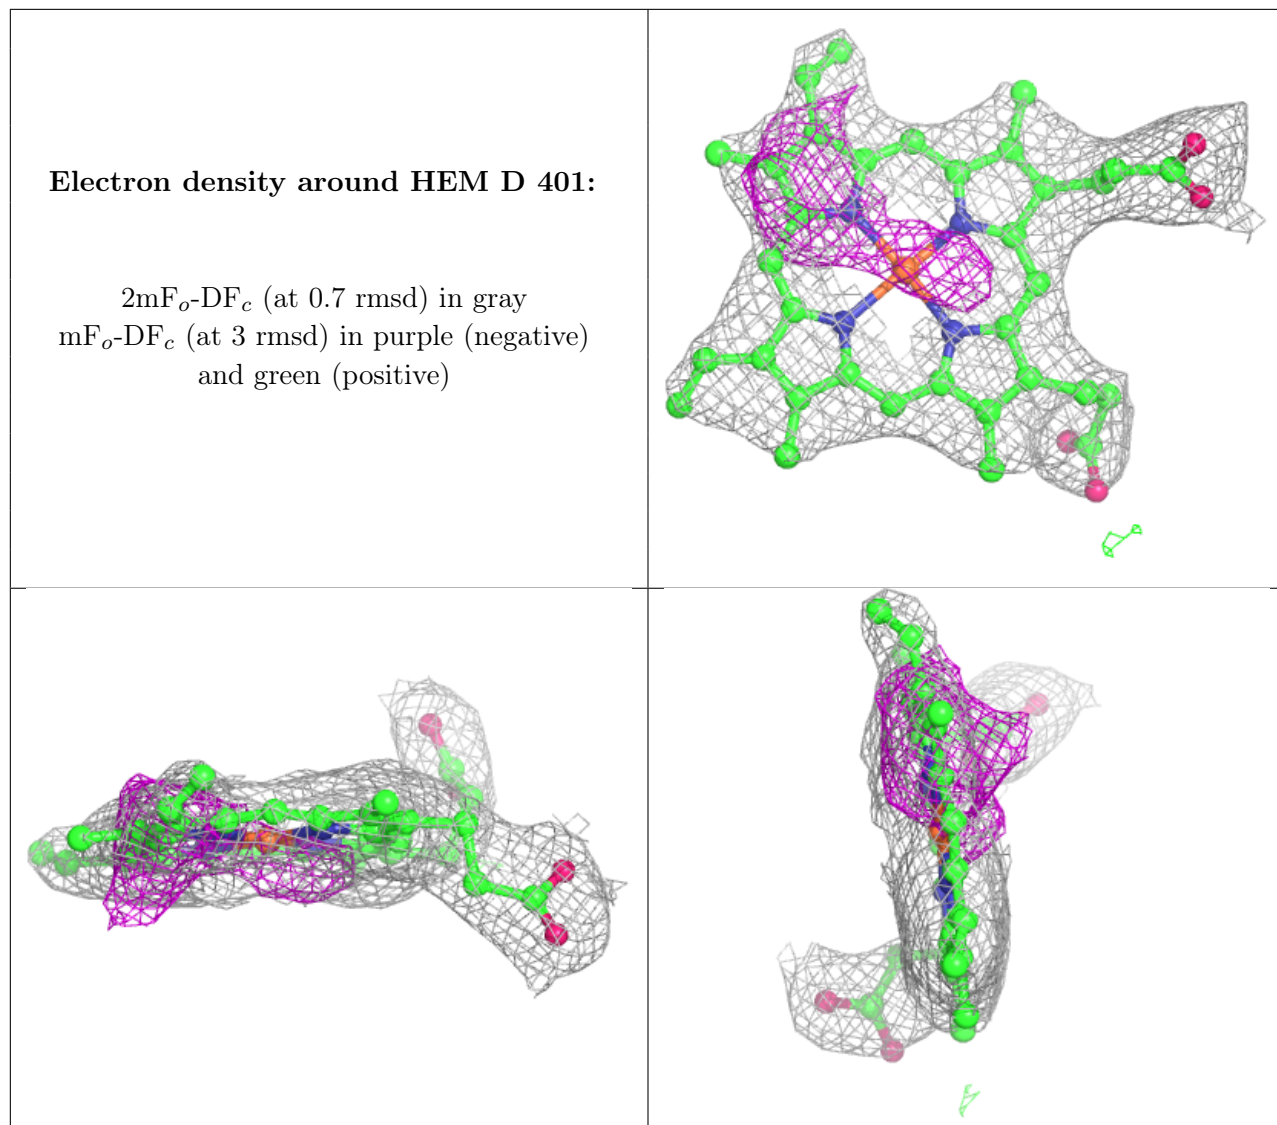 Electron density around HEM D 401:
2mFo-DFc (at 0.7 rmsd) in gray
mFo-DFc (at 3 rmsd) in purple (negative)
and green (positive)